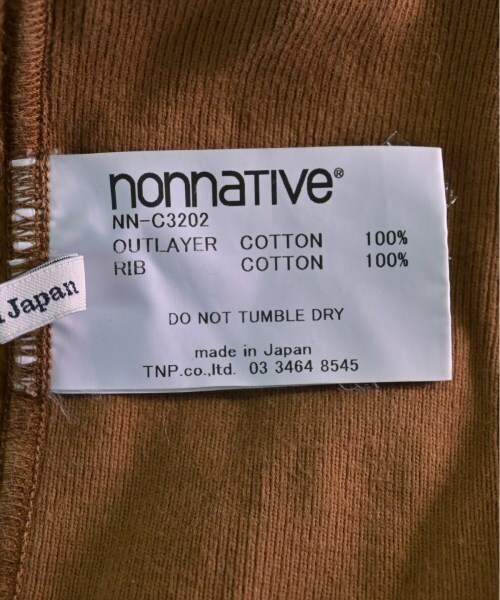 nonnative®
NN-C3202
OUTLAYER COTTON 100%
RIB COTTON 100%
DO NOT TUMBLE DRY
made in Japan
TNP.co.,ltd. 03 3464 8545
Japan